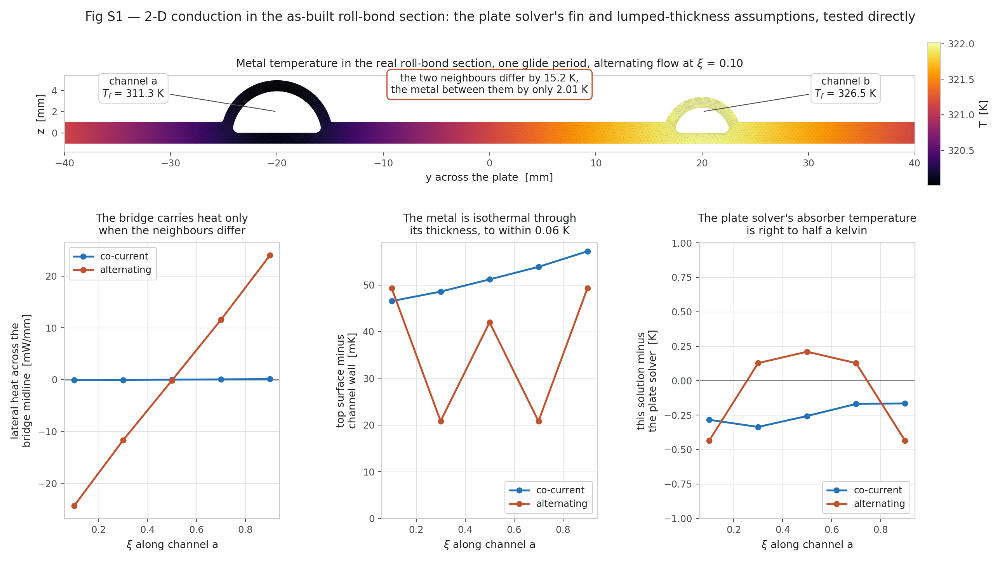 Fig S1 — 2-D conduction in the as-built roll-bond section: the plate solver's fin and lumped-thickness assumptions, tested directly
Metal temperature in the real roll-bond section, one glide period, alternating flow at ξ = 0.10
channel a
T_f = 311.3 K
the two neighbours differ by 15.2 K,
the metal between them by only 2.01 K
channel b
T_f = 326.5 K
z [mm]
4
2
0
−40
−30
−20
−10
0
10
20
30
40
y across the plate [mm]
322.0
321.5
321.0
320.5
T [K]
The bridge carries heat only
when the neighbours differ
co-current
alternating
lateral heat across the
bridge midline [mW/mm]
20
10
0
−10
−20
0.2
0.4
0.6
0.8
ξ along channel a
The metal is isothermal through
its thickness, to within 0.06 K
top surface minus
channel wall [mK]
50
40
30
20
10
0
co-current
alternating
0.2
0.4
0.6
0.8
ξ along channel a
The plate solver's absorber temperature
is right to half a kelvin
this solution minus
the plate solver [K]
1.00
0.75
0.50
0.25
0.00
−0.25
−0.50
−0.75
−1.00
co-current
alternating
0.2
0.4
0.6
0.8
ξ along channel a